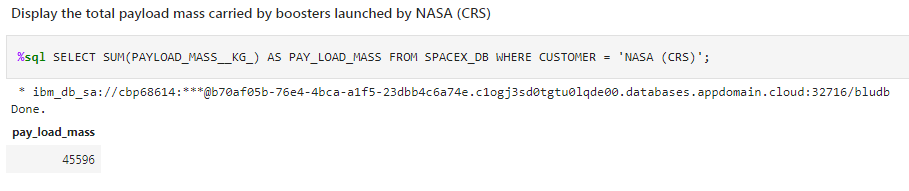 Display the total payload mass carried by boosters launched by NASA (CRS)
%sql SELECT SUM(PAYLOAD_MASS__KG_) AS PAY_LOAD_MASS FROM SPACEX_DB WHERE CUSTOMER = 'NASA (CRS)';
* ibm_db_sa://cbp68614:***@b70af05b-76e4-4bca-a1f5-23dbb4c6a74e.c1ogj3sd0tgtu0lqde00.databases.appdomain.cloud:32716/bludb
Done.
pay_load_mass
45596